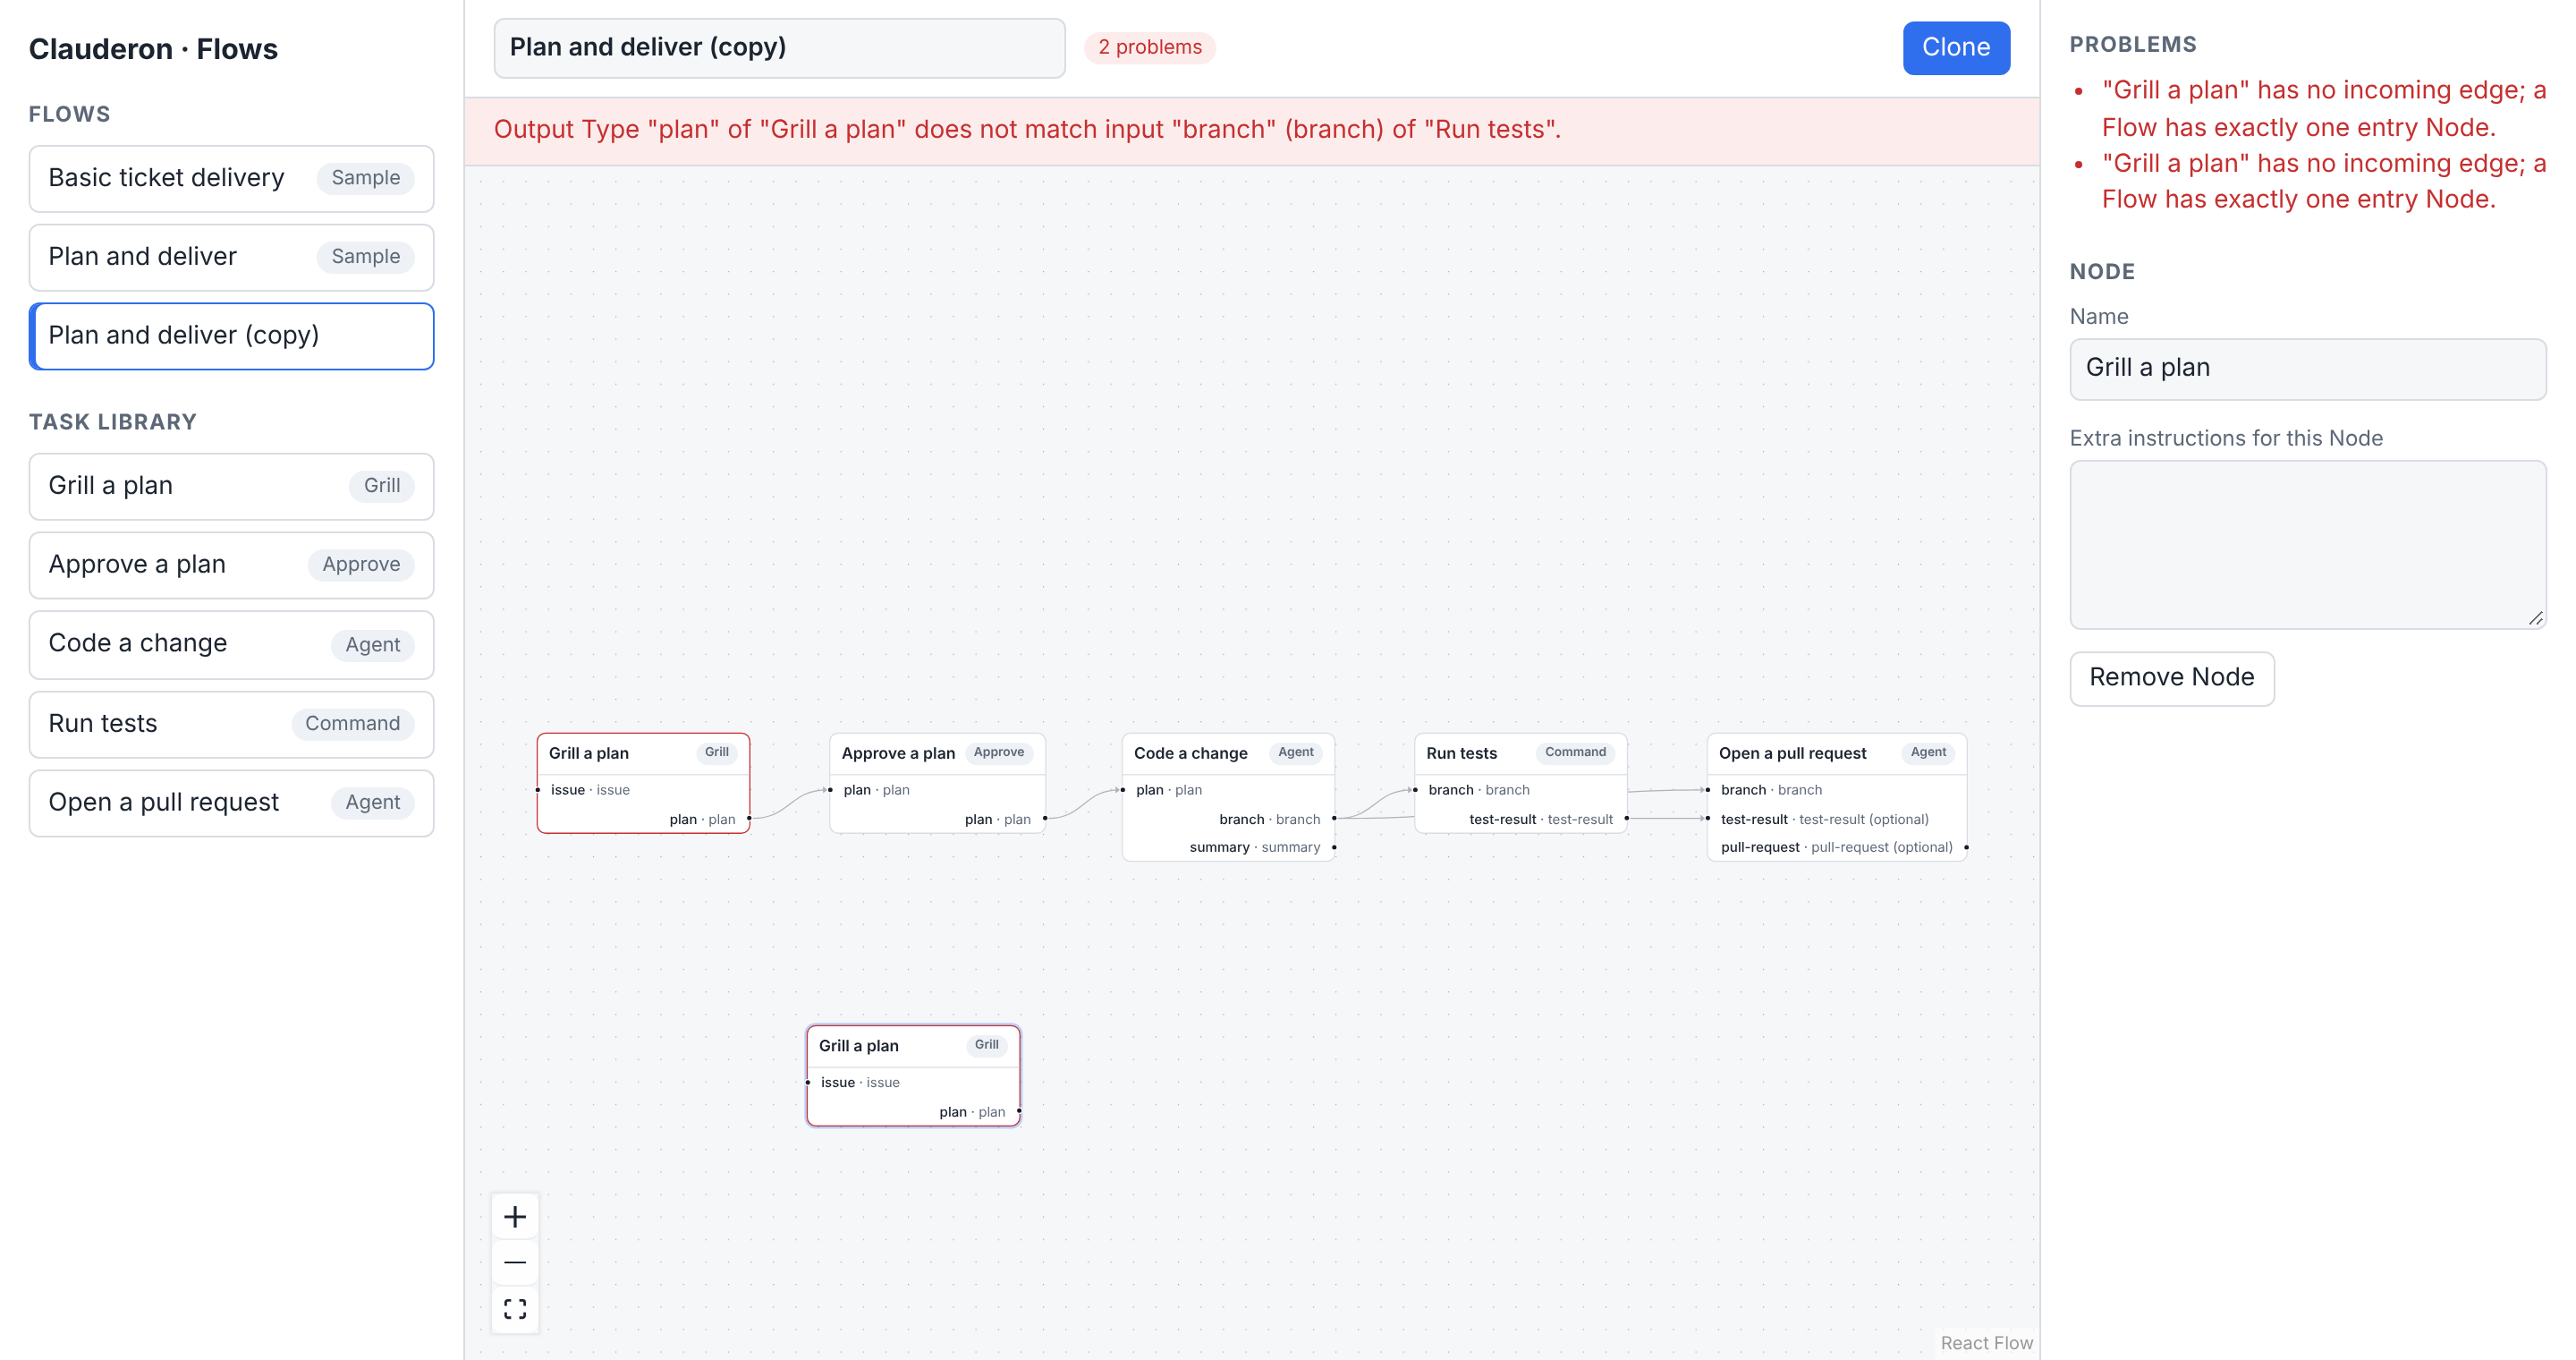 Clauderon · Flows
FLOWS
Basic ticket delivery Sample
Plan and deliver Sample
Plan and deliver (copy)
TASK LIBRARY
Grill a plan Grill
Approve a plan Approve
Code a change Agent
Run tests Command
Open a pull request Agent
Plan and deliver (copy) 2 problems Clone
Output Type "plan" of "Grill a plan" does not match input "branch" (branch) of "Run tests".
Grill a plan Grill
issue · issue
plan · plan
Approve a plan Approve
plan · plan
plan · plan
Code a change Agent
plan · plan
branch · branch
summary · summary
Run tests Command
branch · branch
test-result · test-result
Open a pull request Agent
branch · branch
test-result · test-result (optional)
pull-request · pull-request (optional)
Grill a plan Grill
issue · issue
plan · plan
React Flow
PROBLEMS
• "Grill a plan" has no incoming edge; a
Flow has exactly one entry Node.
• "Grill a plan" has no incoming edge; a
Flow has exactly one entry Node.
NODE
Name
Grill a plan
Extra instructions for this Node
Remove Node